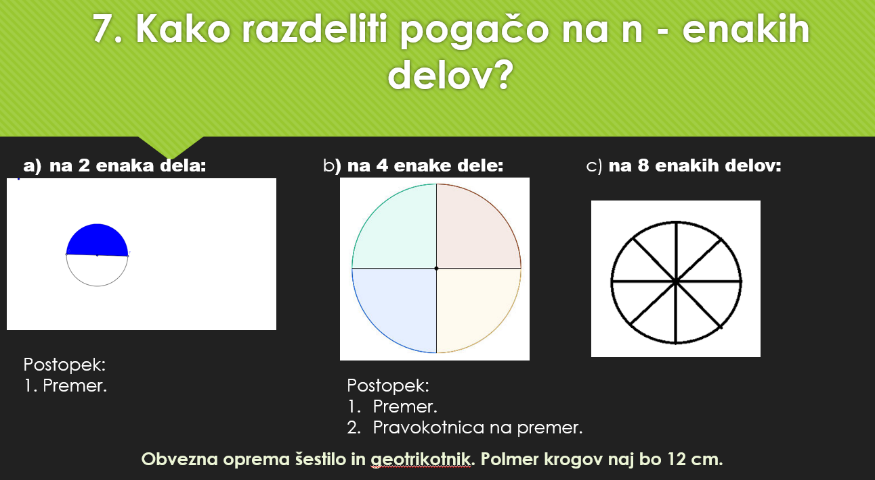 7. Kako razdeliti pogačo na n - enakih
delov?
a) na 2 enaka dela:
b) na 4 enake dele:
c) na 8 enakih delov:
Postopek:
1. Premer.
Postopek:
1. Premer.
2. Pravokotnica na premer.
Obvezna oprema šestilo in geotrikotnik. Polmer krogov naj bo 12 cm.